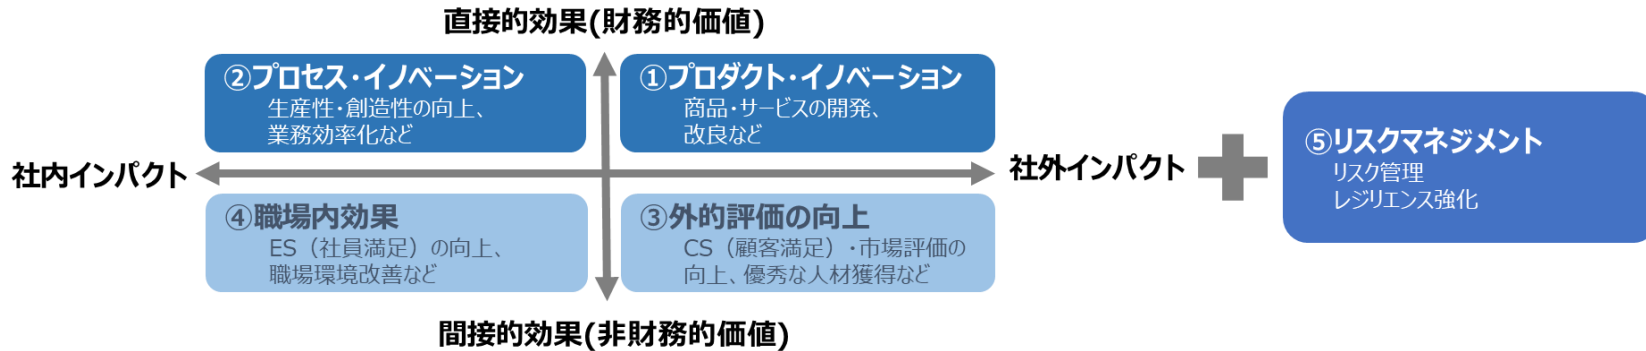 直接的効果(財務的価値)
②プロセス・イノベーション
生産性・創造性の向上、
業務効率化など
①プロダクト・イノベーション
商品・サービスの開発、
改良など
社内インパクト
社外インパクト
④職場内効果
ES（社員満足）の向上、
職場環境改善など
③外的評価の向上
CS（顧客満足）・市場評価の
向上、優秀な人材獲得など
間接的効果(非財務的価値)
⑤リスクマネジメント
リスク管理
レジリエンス強化